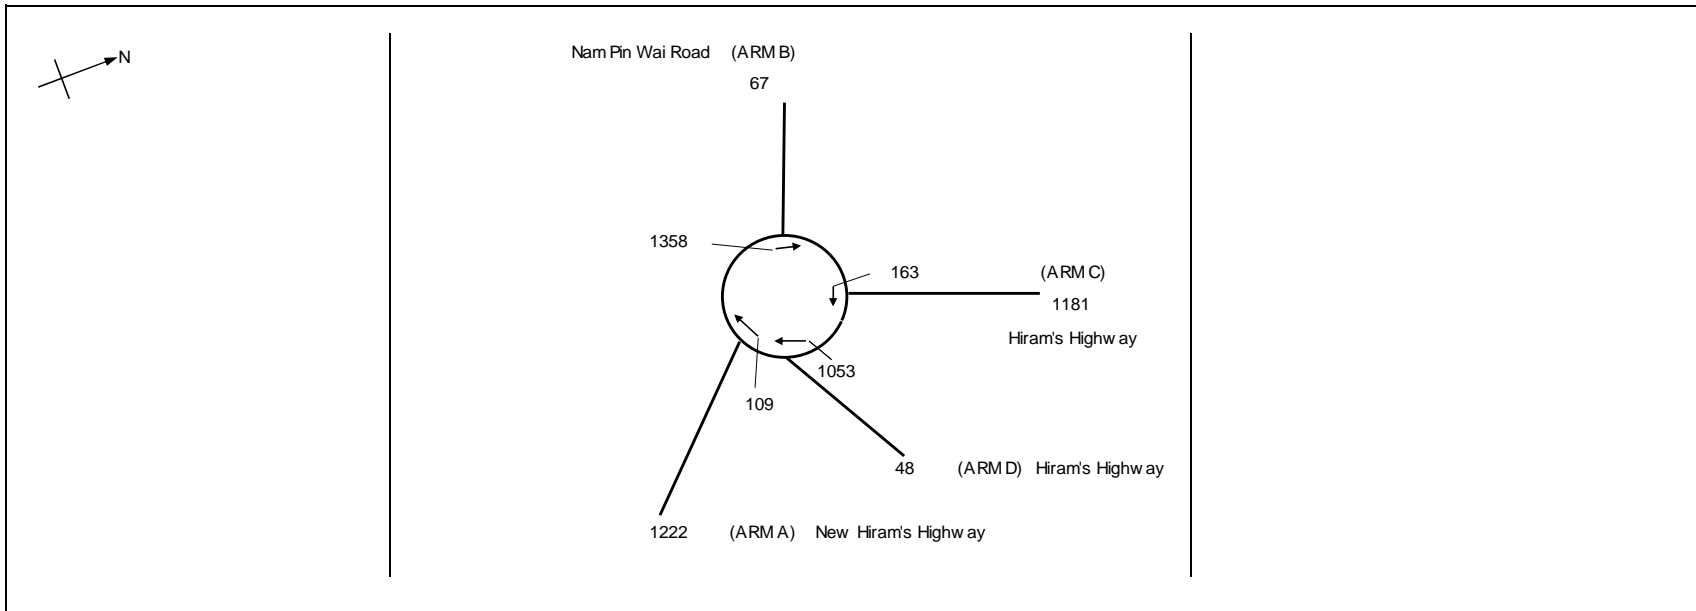 N
Nam Pin Wai Road (ARM B)
67
1358
163
(ARM C)
1181
Hiram's Highway
1053
109
48 (ARM D) Hiram's Highway
1222 (ARM A) New Hiram's Highway